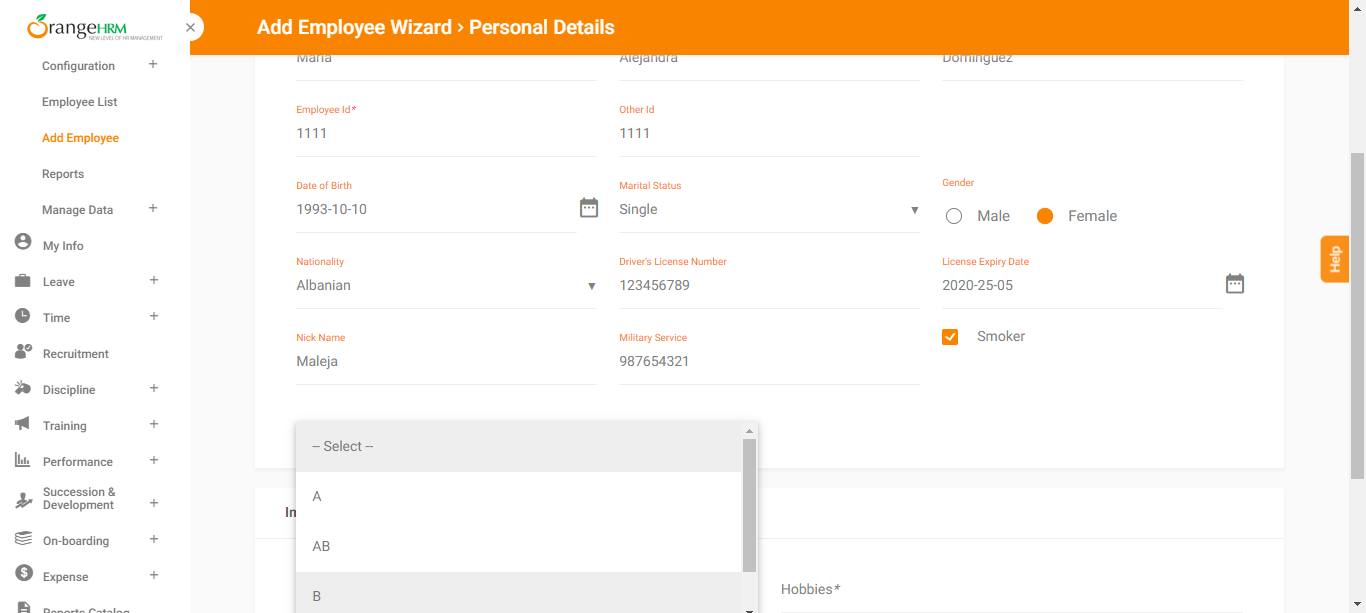 OrangeHRM
NEW LEVEL OF HR MANAGEMENT
Configuration +
Employee List
Add Employee
Reports
Manage Data +
My Info
Leave +
Time +
Recruitment
Discipline +
Training +
Performance +
Succession &
Development +
On-boarding +
Expense +
Reports Catalog
Add Employee Wizard › Personal Details
Maria Alejandra Dominguez
Employee Id* Other Id
1111 1111
Date of Birth Marital Status Gender
1993-10-10 Single Male Female
Nationality Driver's License Number License Expiry Date
Albanian 123456789 2020-25-05
Nick Name Military Service
Maleja 987654321 Smoker
-- Select --
A
AB
B
Hobbies*
Help